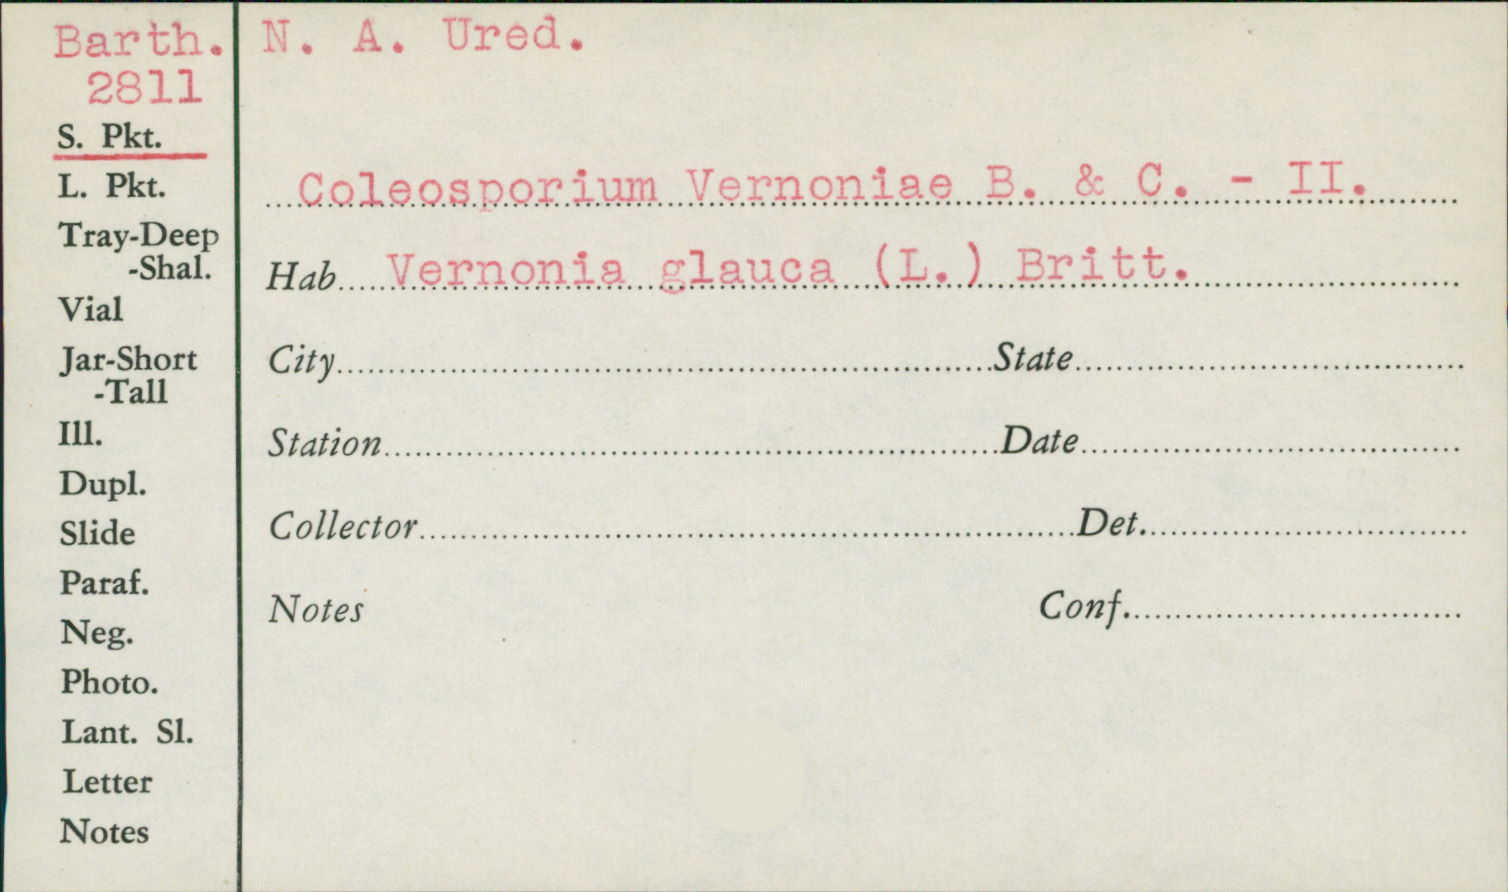 Barth. N. A. Ured.
2811
S. Pkt.
L. Pkt.
Tray-Deep
-Shal.
Vial
Jar-Short
-Tall
Ill.
Dupl.
Slide
Paraf.
Neg.
Photo.
Lant. Sl.
Letter
Notes
Coleosporium Vernoniae B. & C. - II.
Hab Vernonia glauca (L.) Britt.
City State
Station Date
Collector Det.
Notes Conf.